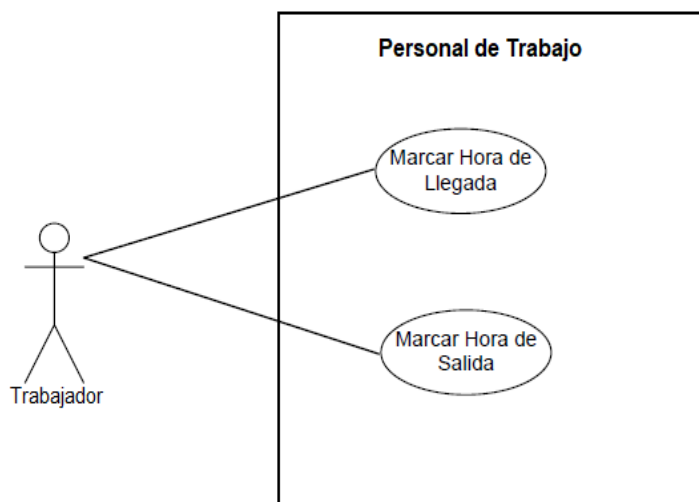 Personal de Trabajo
Marcar Hora de
Llegada
Marcar Hora de
Salida
Trabajador